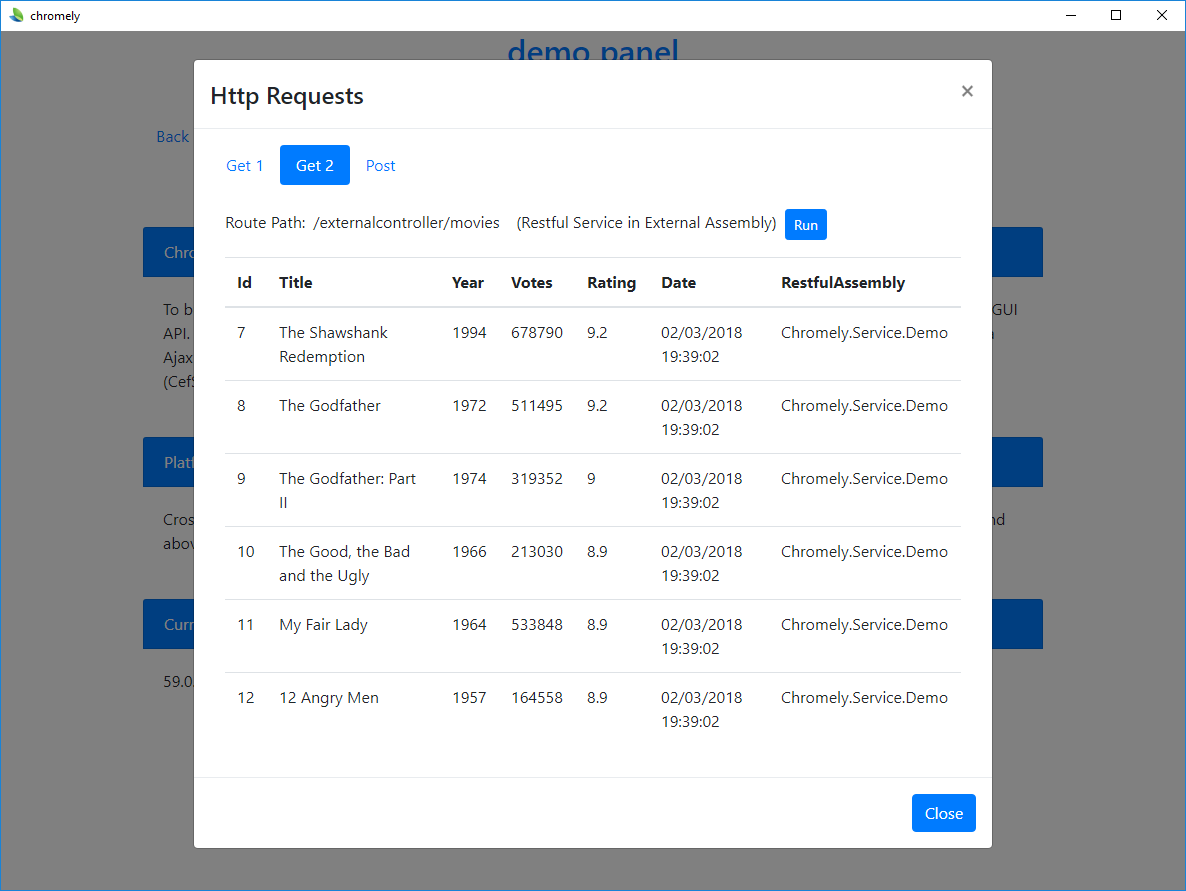 chromely
demo panel
Http Requests
×
Back
Get 1 Get 2 Post
Route Path: /externalcontroller/movies (Restful Service in External Assembly) Run
Id Title Year Votes Rating Date RestfulAssembly
7 The Shawshank 1994 678790 9.2 02/03/2018 Chromely.Service.Demo
Redemption 19:39:02
8 The Godfather 1972 511495 9.2 02/03/2018 Chromely.Service.Demo
19:39:02
9 The Godfather: Part 1974 319352 9 02/03/2018 Chromely.Service.Demo
II 19:39:02
10 The Good, the Bad 1966 213030 8.9 02/03/2018 Chromely.Service.Demo
and the Ugly 19:39:02
11 My Fair Lady 1964 533848 8.9 02/03/2018 Chromely.Service.Demo
19:39:02
12 12 Angry Men 1957 164558 8.9 02/03/2018 Chromely.Service.Demo
19:39:02
Close
To b
GUI
API.
Ajax
59.0